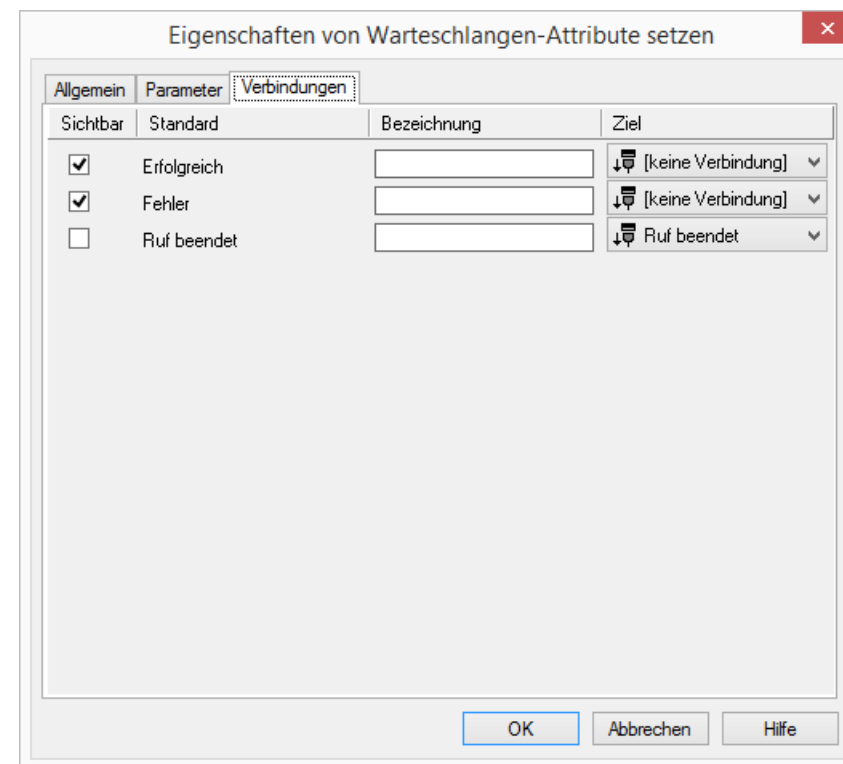 Eigenschaften von Warteschlangen-Attribute setzen
Allgemein Parameter Verbindungen
Sichtbar Standard Bezeichnung Ziel
Erfolgreich [keine Verbindung]
Fehler [keine Verbindung]
Ruf beendet Ruf beendet
OK Abbrechen Hilfe